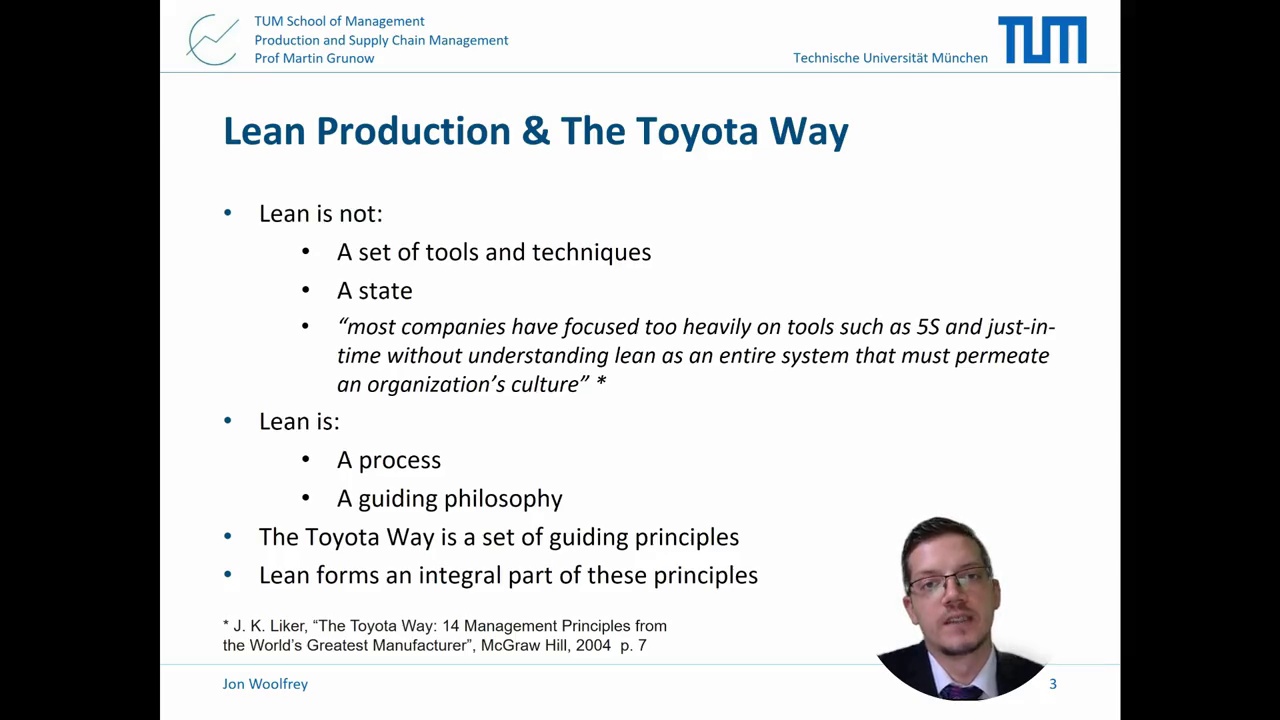 TUM School of Management
Production and Supply Chain Management
Prof Martin Grunow
Technische Universität München
TUM
Lean Production & The Toyota Way
• Lean is not:
• A set of tools and techniques
• A state
• “most companies have focused too heavily on tools such as 5S and just-in-
time without understanding lean as an entire system that must permeate
an organization’s culture” *
• Lean is:
• A process
• A guiding philosophy
• The Toyota Way is a set of guiding principles
• Lean forms an integral part of these principles
* J. K. Liker, “The Toyota Way: 14 Management Principles from
the World’s Greatest Manufacturer”, McGraw Hill, 2004 p. 7
Jon Woolfrey
3